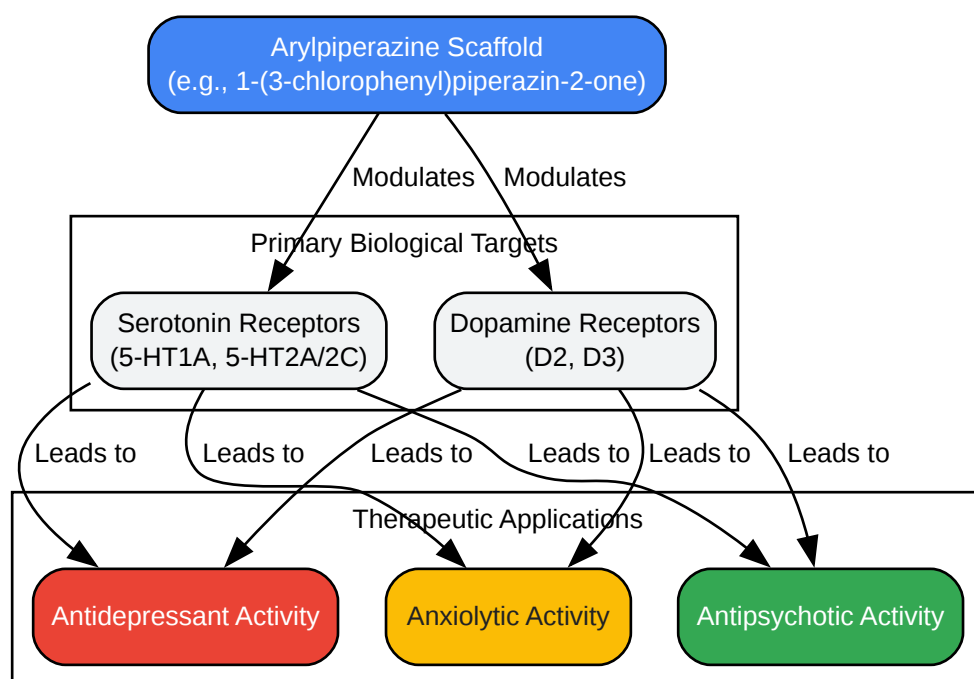 Arylpiperazine Scaffold
(e.g., 1-(3-chlorophenyl)piperazin-2-one)
Modulates
Modulates
Primary Biological Targets
Serotonin Receptors
(5-HT1A, 5-HT2A/2C)
Dopamine Receptors
(D2, D3)
Leads to
Leads to
Leads to
Leads to
Leads to
Leads to
Therapeutic Applications
Antidepressant Activity
Anxiolytic Activity
Antipsychotic Activity